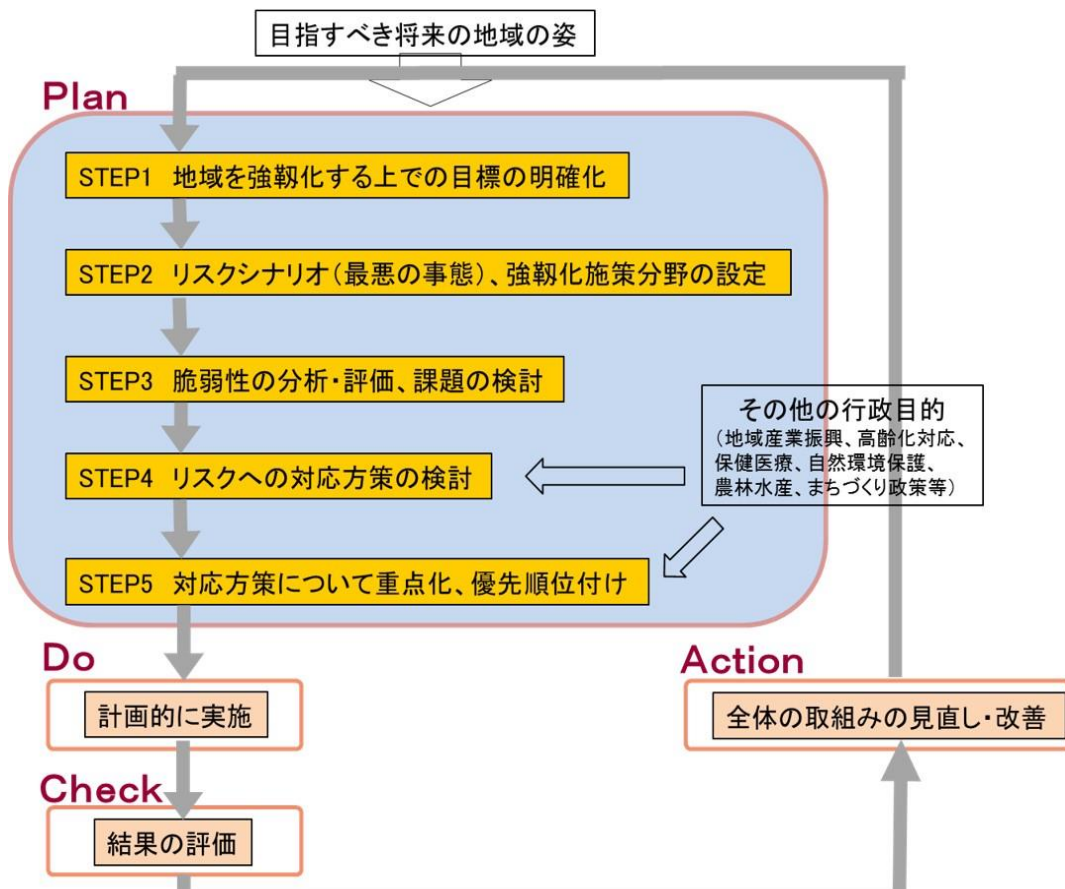 目指すべき将来の地域の姿
Plan
STEP1 地域を強靱化する上での目標の明確化
STEP2 リスクシナリオ(最悪の事態)、強靱化施策分野の設定
STEP3 脆弱性の分析・評価、課題の検討
その他の行政目的
(地域産業振興、高齢化対応、
保健医療、自然環境保護、
農林水産、まちづくり政策等)
STEP4 リスクへの対応方策の検討
STEP5 対応方策について重点化、優先順位付け
Do
計画的に実施
Action
全体の取組みの見直し・改善
Check
結果の評価